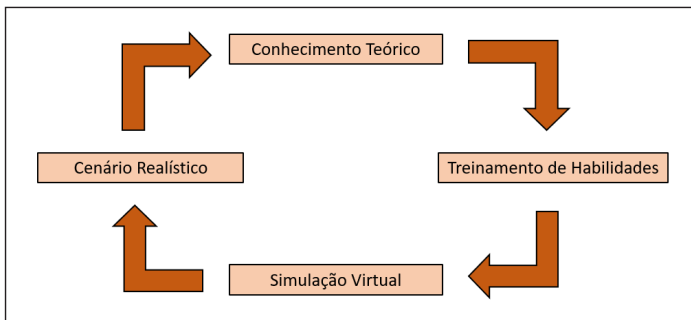 Conhecimento Teórico
Cenário Realístico
Treinamento de Habilidades
Simulação Virtual